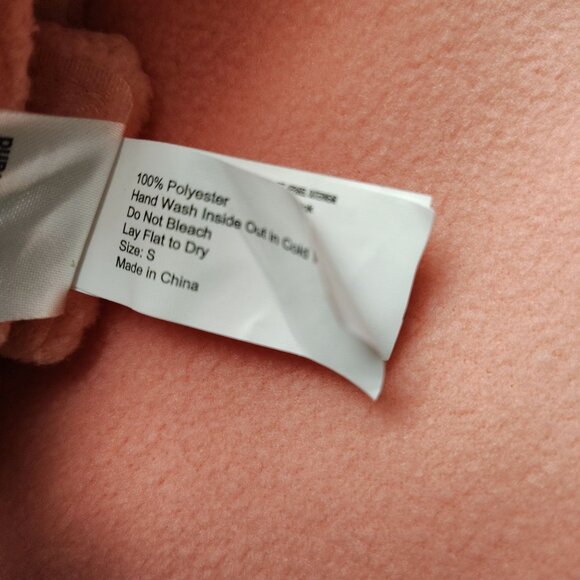 100% Polyester
Hand Wash Inside Out in Cold
Do Not Bleach
Lay Flat to Dry
Size: S
Made in China